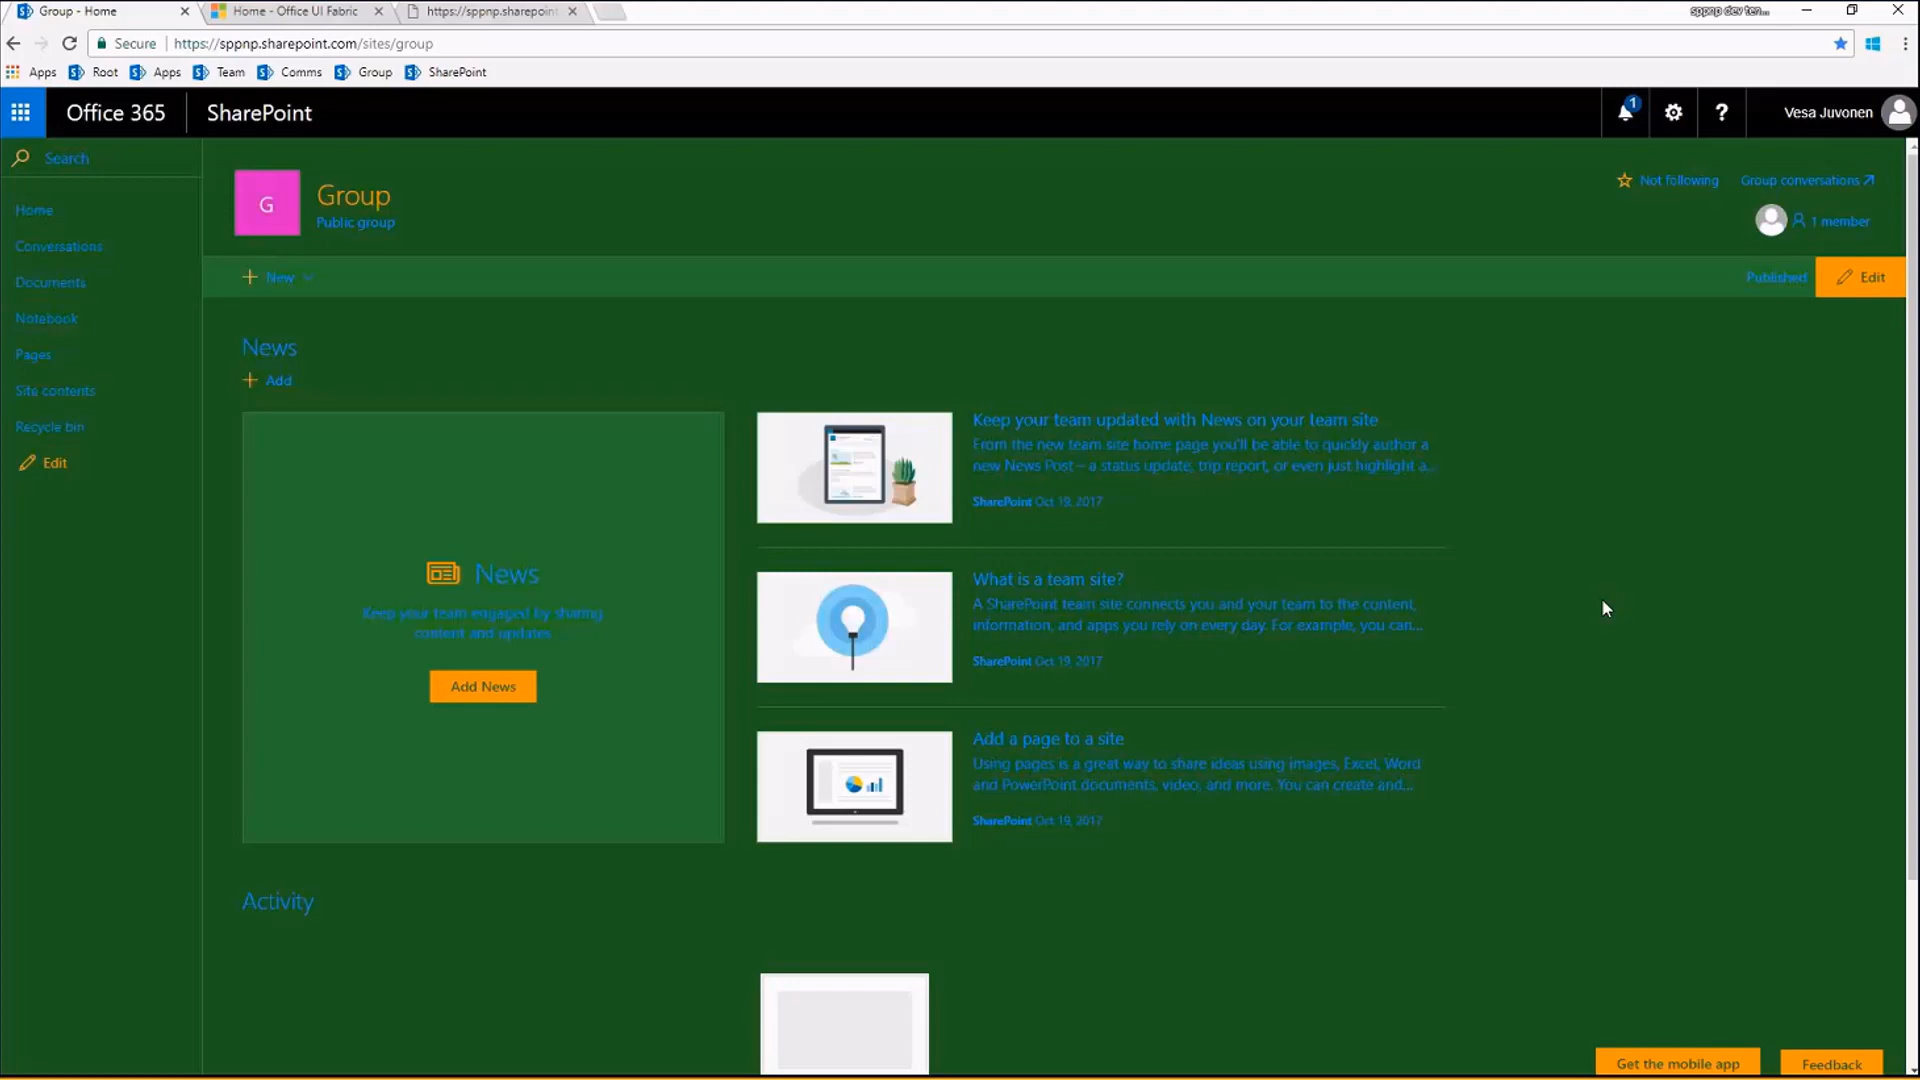 Group - Home
Home - Office UI Fabric
https://sppnp.sharepoint
sppnp dev ten...
Secure
https://sppnp.sharepoint.com/sites/group
Apps
Root
Apps
Team
Comms
Group
SharePoint
Office 365
SharePoint
1
?
Vesa Juvonen
Search
Home
Conversations
Documents
Notebook
Pages
Site contents
Recycle bin
Edit
G
Group
Public group
Not following
Group conversations
1 member
New
Published
Edit
News
Add
News
Keep your team engaged by sharing
content and updates
Add News
Keep your team updated with News on your team site
From the new team site home page you'll be able to quickly author a
new News Post – a status update, trip report, or even just highlight a...
SharePoint Oct 19, 2017
What is a team site?
A SharePoint team site connects you and your team to the content,
information, and apps you rely on every day. For example, you can...
SharePoint Oct 19, 2017
Add a page to a site
Using pages is a great way to share ideas using images, Excel, Word
and PowerPoint documents, video, and more. You can create and...
SharePoint Oct 19, 2017
Activity
Get the mobile app
Feedback